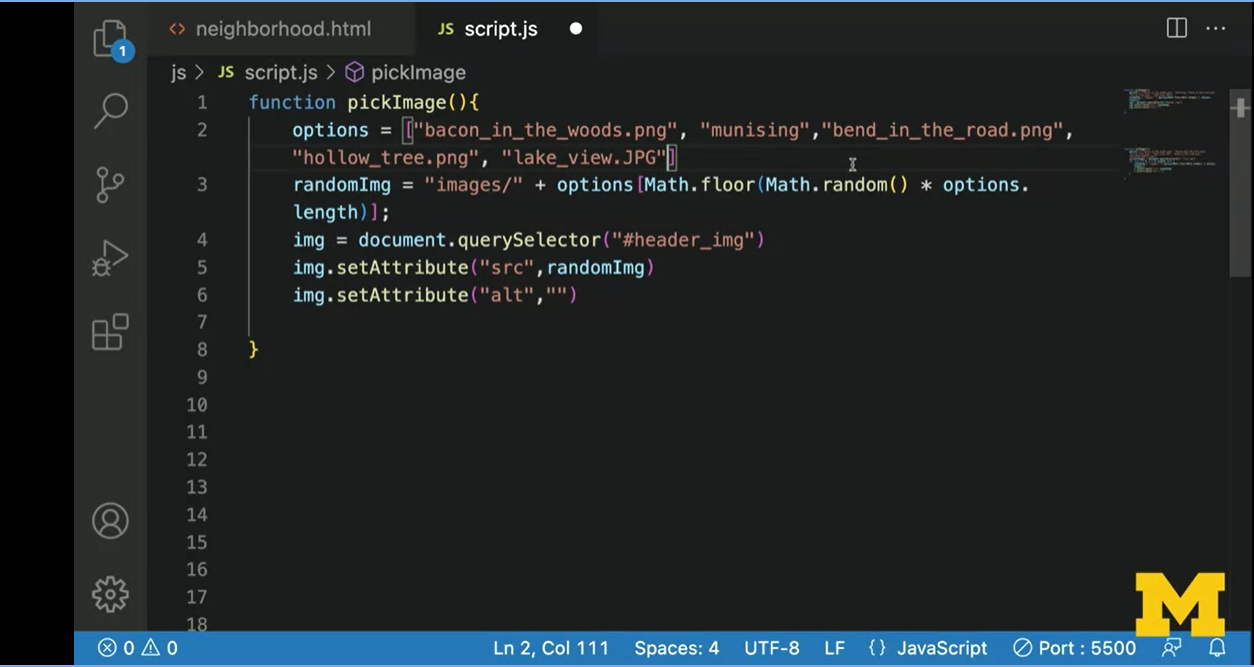 1
neighborhood.html
JS script.js
js > JS script.js > pickImage
1 function pickImage(){
2 options = ["bacon_in_the_woods.png", "munising","bend_in_the_road.png",
"hollow_tree.png", "lake_view.JPG"]
3 randomImg = "images/" + options[Math.floor(Math.random() * options.
length)];
4 img = document.querySelector("#header_img")
5 img.setAttribute("src",randomImg)
6 img.setAttribute("alt","")
7
8 }
9
10
11
12
13
14
15
16
17
18
M
0 0 Ln 2, Col 111 Spaces: 4 UTF-8 LF {} JavaScript Port : 5500